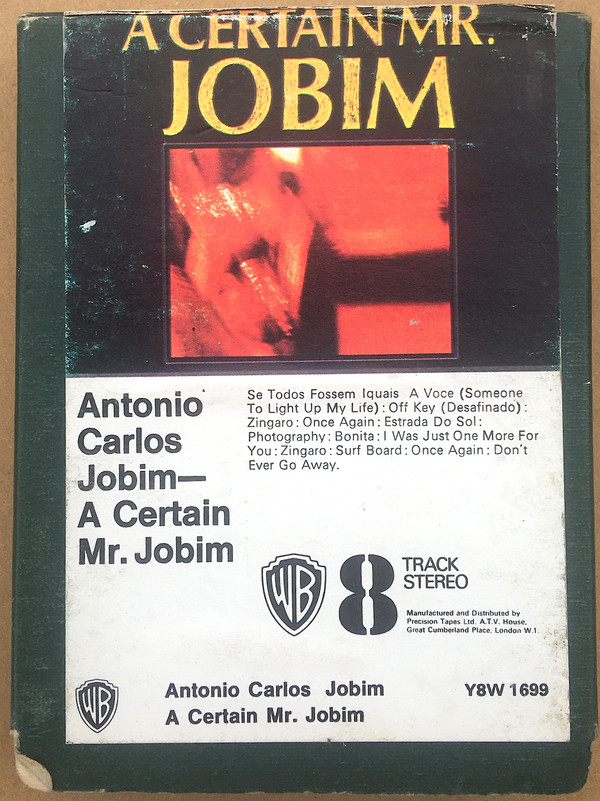 A CERTAIN MR.
JOBIM
Antonio
Carlos
Jobim—
A Certain
Mr. Jobim
Se Todos Fossem Iquais A Voce (Someone
To Light Up My Life) : Off Key (Desafinado) :
Zingaro : Once Again : Estrada Do Sol :
Photography : Bonita : I Was Just One More For
You : Zingaro : Surf Board : Once Again : Don't
Ever Go Away.
WB
8
TRACK
STEREO
Manufactured and Distributed by
Precision Tapes Ltd. A.T.V. House,
Great Cumberland Place, London W.1.
WB
Antonio Carlos Jobim
A Certain Mr. Jobim
Y8W 1699